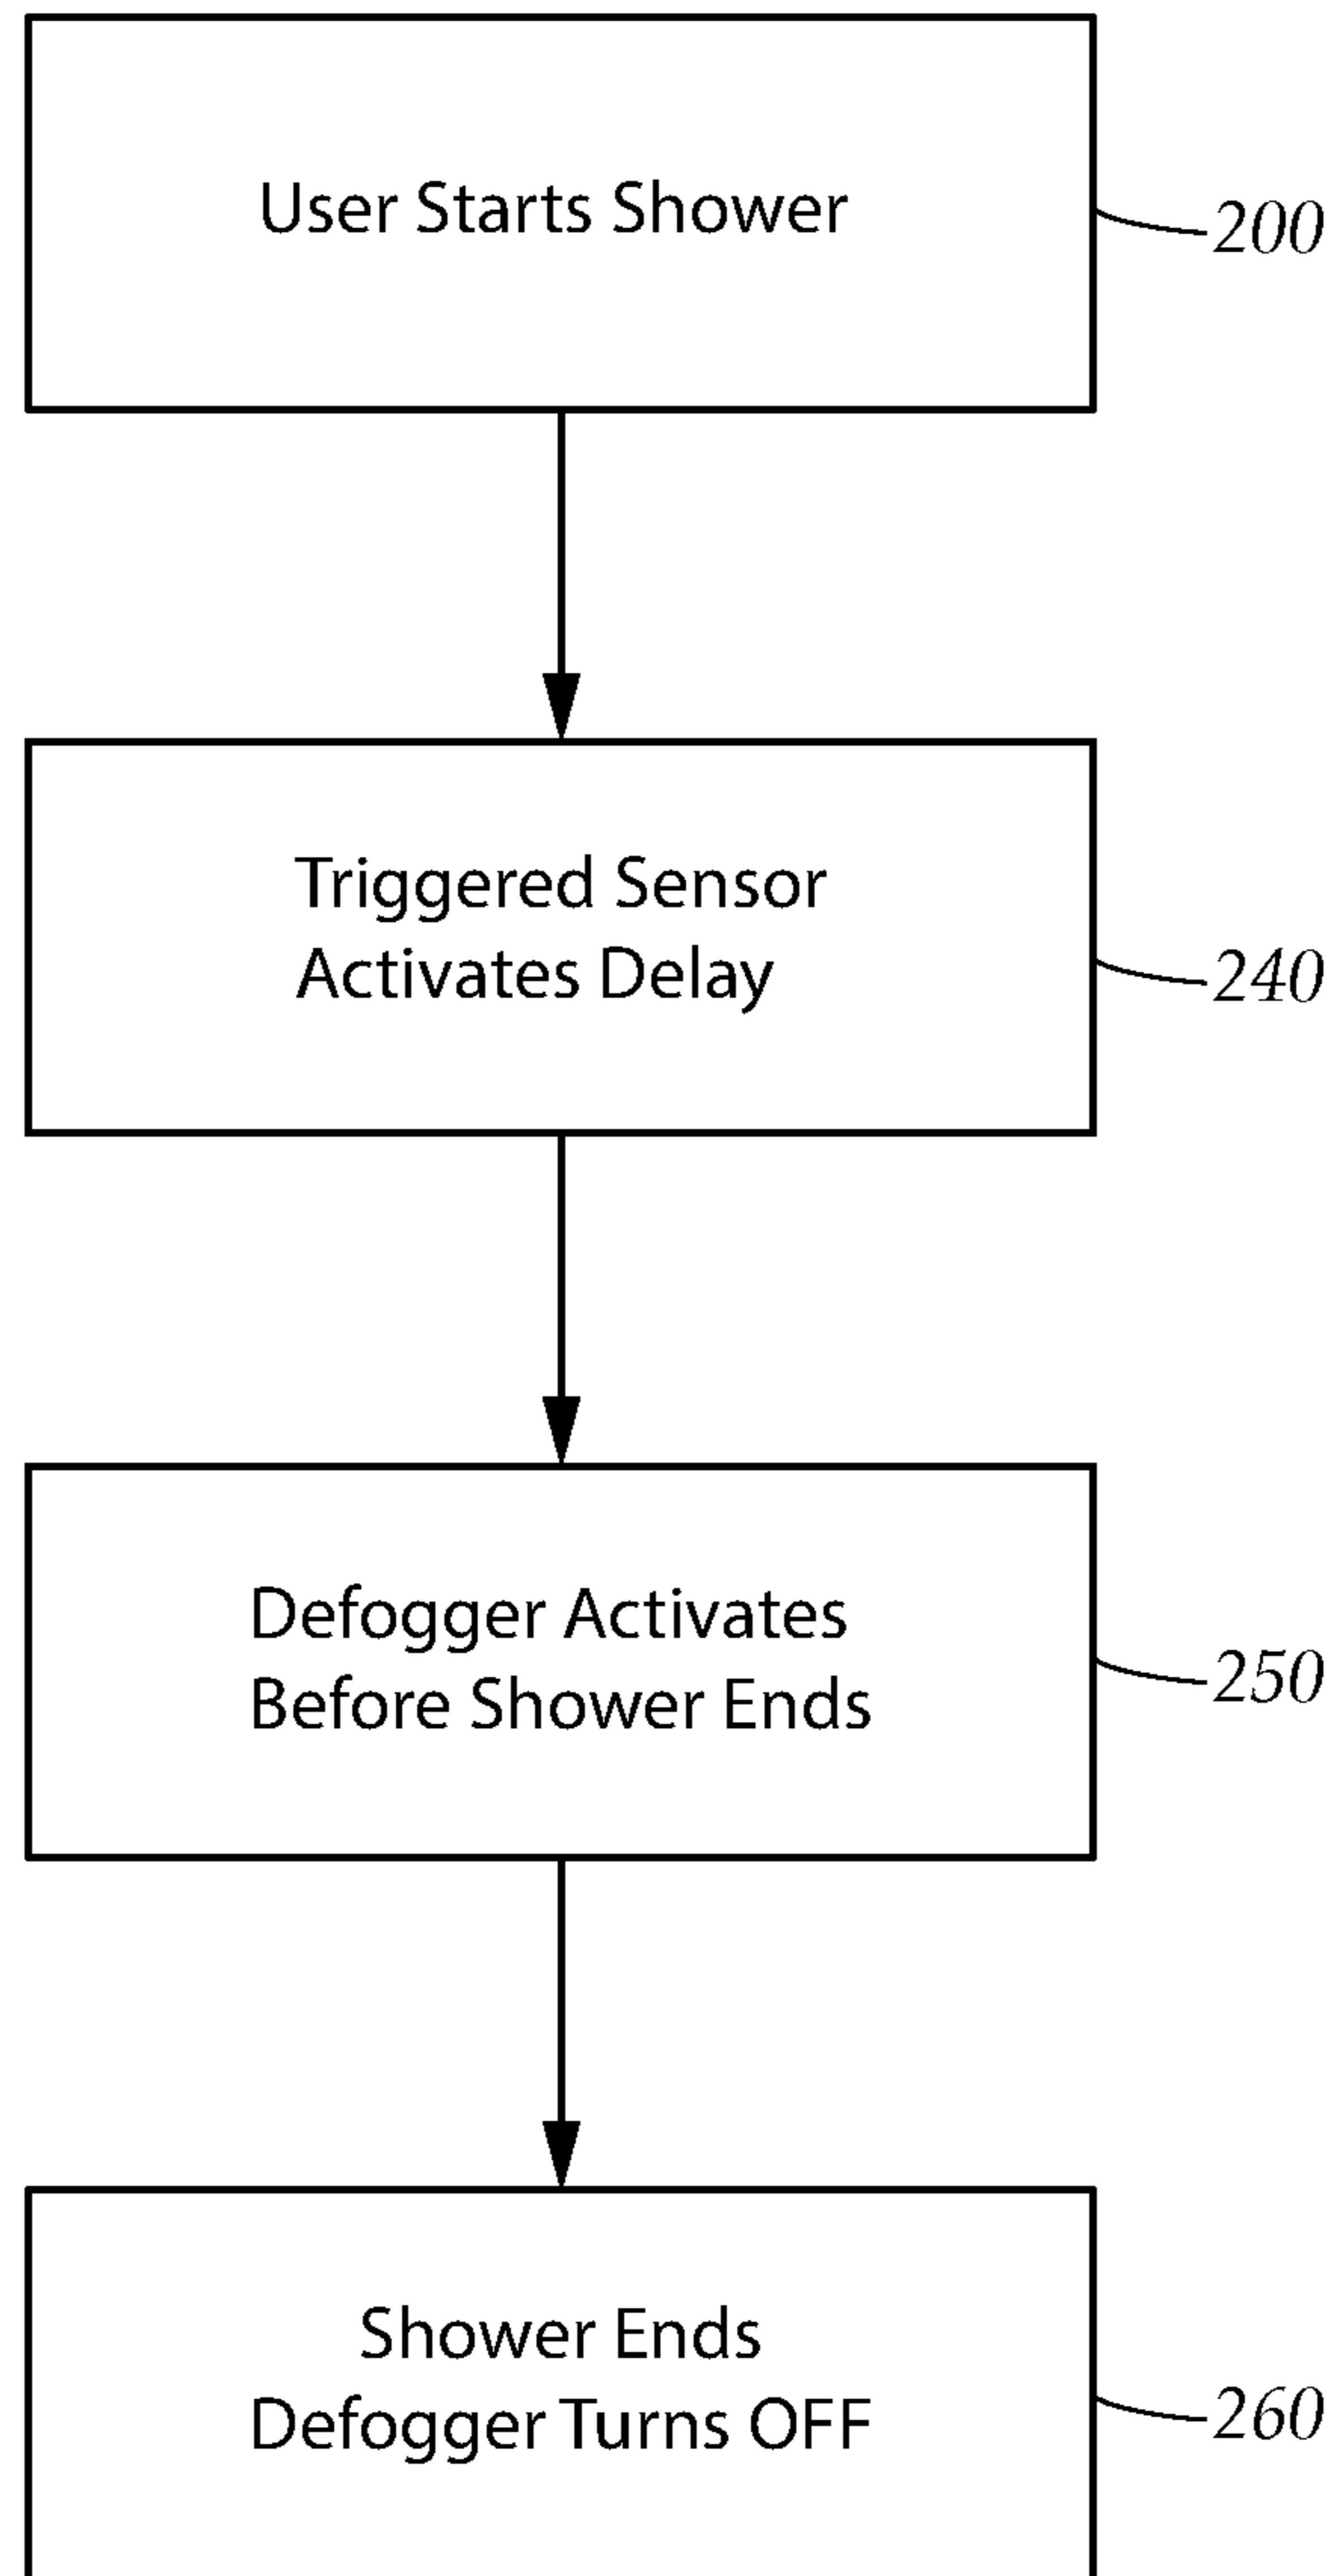 User Starts Shower
200
Triggered Sensor
Activates Delay
240
Defogger Activates
Before Shower Ends
250
Shower Ends
Defogger Turns OFF
260